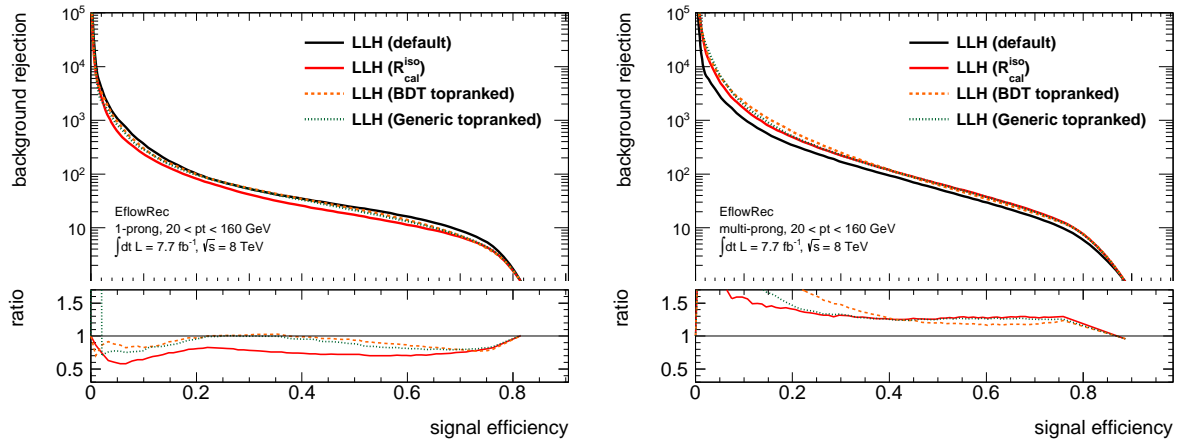 background rejection
10⁵
10⁴
10³
10²
10
LLH (default)
LLH (R^iso_cal)
LLH (BDT topranked)
LLH (Generic topranked)
EflowRec
1-prong, 20 < pt < 160 GeV
∫dt L = 7.7 fb⁻¹, √s = 8 TeV
ratio
1.5
1
0.5
0 0.2 0.4 0.6 0.8
signal efficiency
background rejection
10⁵
10⁴
10³
10²
10
LLH (default)
LLH (R^iso_cal)
LLH (BDT topranked)
LLH (Generic topranked)
EflowRec
multi-prong, 20 < pt < 160 GeV
∫dt L = 7.7 fb⁻¹, √s = 8 TeV
ratio
1.5
1
0.5
0 0.2 0.4 0.6 0.8
signal efficiency